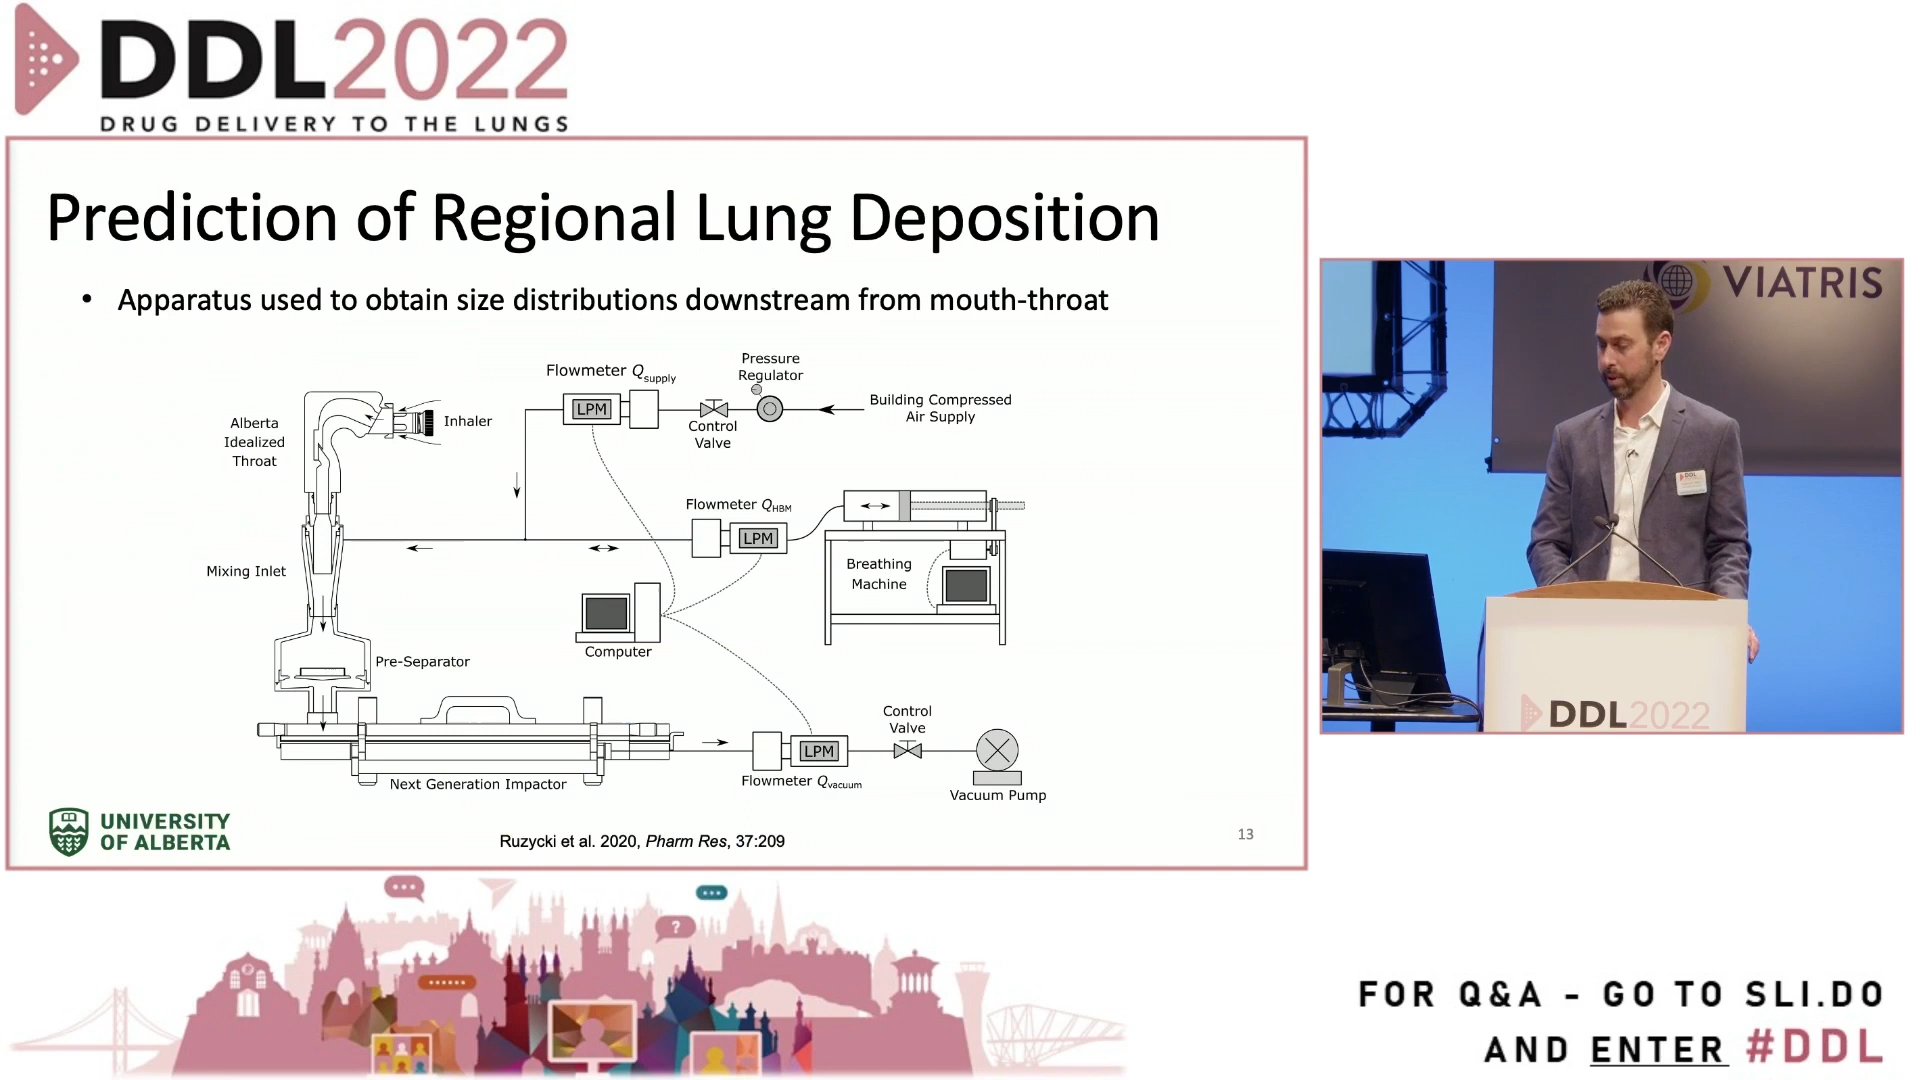 DDL2022
DRUG DELIVERY TO THE LUNGS
Prediction of Regional Lung Deposition
• Apparatus used to obtain size distributions downstream from mouth-throat
Flowmeter Qsupply
Pressure
Regulator
LPM
Building Compressed
Air Supply
Control
Valve
Alberta
Idealized
Throat
Inhaler
Flowmeter QHBM
LPM
Breathing
Machine
Mixing Inlet
Computer
Pre-Separator
Control
Valve
LPM
Flowmeter Qvacuum
Vacuum Pump
Next Generation Impactor
UNIVERSITY
OF ALBERTA
Ruzycki et al. 2020, Pharm Res, 37:209
13
VIATRIS
DDL
DDL2022
?
FOR Q&A - GO TO SLI.DO
AND ENTER #DDL